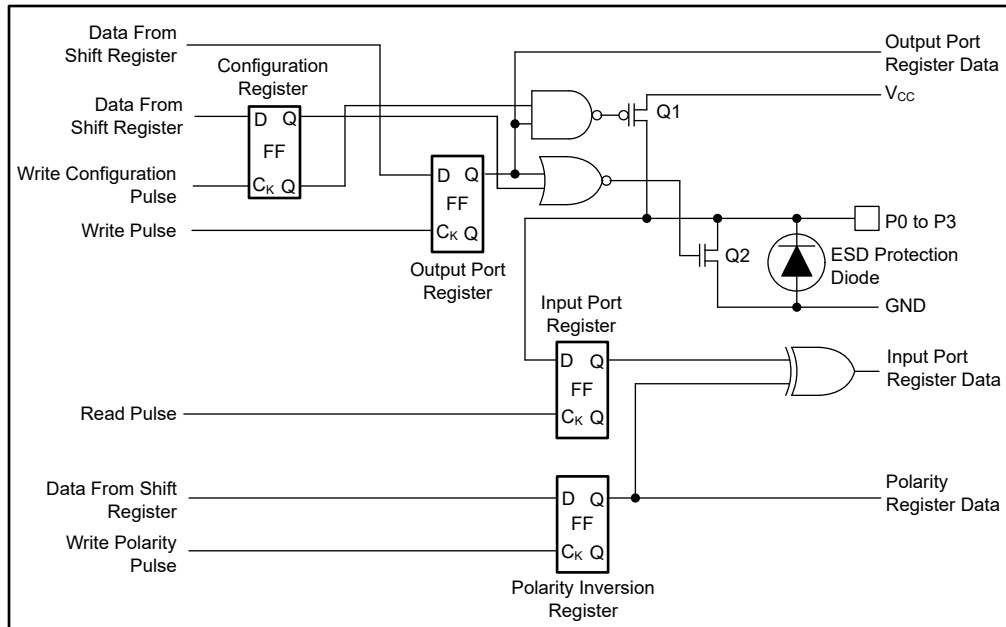 Data From
Shift Register
Configuration
Register
Output Port
Register Data
VCC
Q1
Data From
Shift Register
D Q
FF
CK Q
Write Configuration
Pulse
D Q
FF
CK Q
Write Pulse
Output Port
Register
P0 to P3
Q2
ESD Protection
Diode
GND
Input Port
Register
D Q
FF
CK Q
Input Port
Register Data
Read Pulse
Data From Shift
Register
D Q
FF
CK Q
Polarity
Register Data
Write Polarity
Pulse
Polarity Inversion
Register